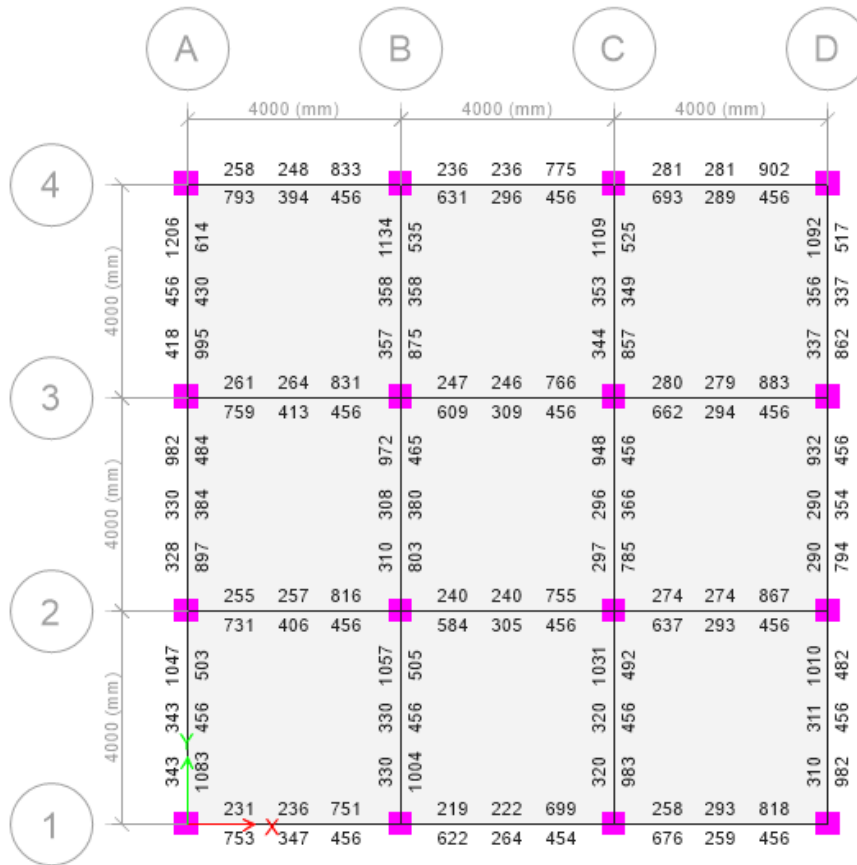 A B C D
4000 (mm) 4000 (mm) 4000 (mm)
4
258 248 833 236 236 775 281 281 902
793 394 456 631 296 456 693 289 456
1206 614 1134 535 1109 525 1092 517
4000 (mm)
456 430 358 358 353 349 356 337
418 995 357 875 344 857 337 862
3
261 264 831 247 246 766 280 279 883
759 413 456 609 309 456 662 294 456
982 484 972 465 948 456 932 456
4000 (mm)
330 384 308 380 296 366 290 354
328 897 310 803 297 785 290 794
2
255 257 816 240 240 755 274 274 867
731 406 456 584 305 456 637 293 456
1047 503 1057 505 1031 492 1010 482
4000 (mm)
343 456 330 456 320 456 311 456
Y
343 1083 330 1004 320 983 310 982
1
231 236 751 219 222 699 258 293 818
X
753 347 456 622 264 454 676 259 456